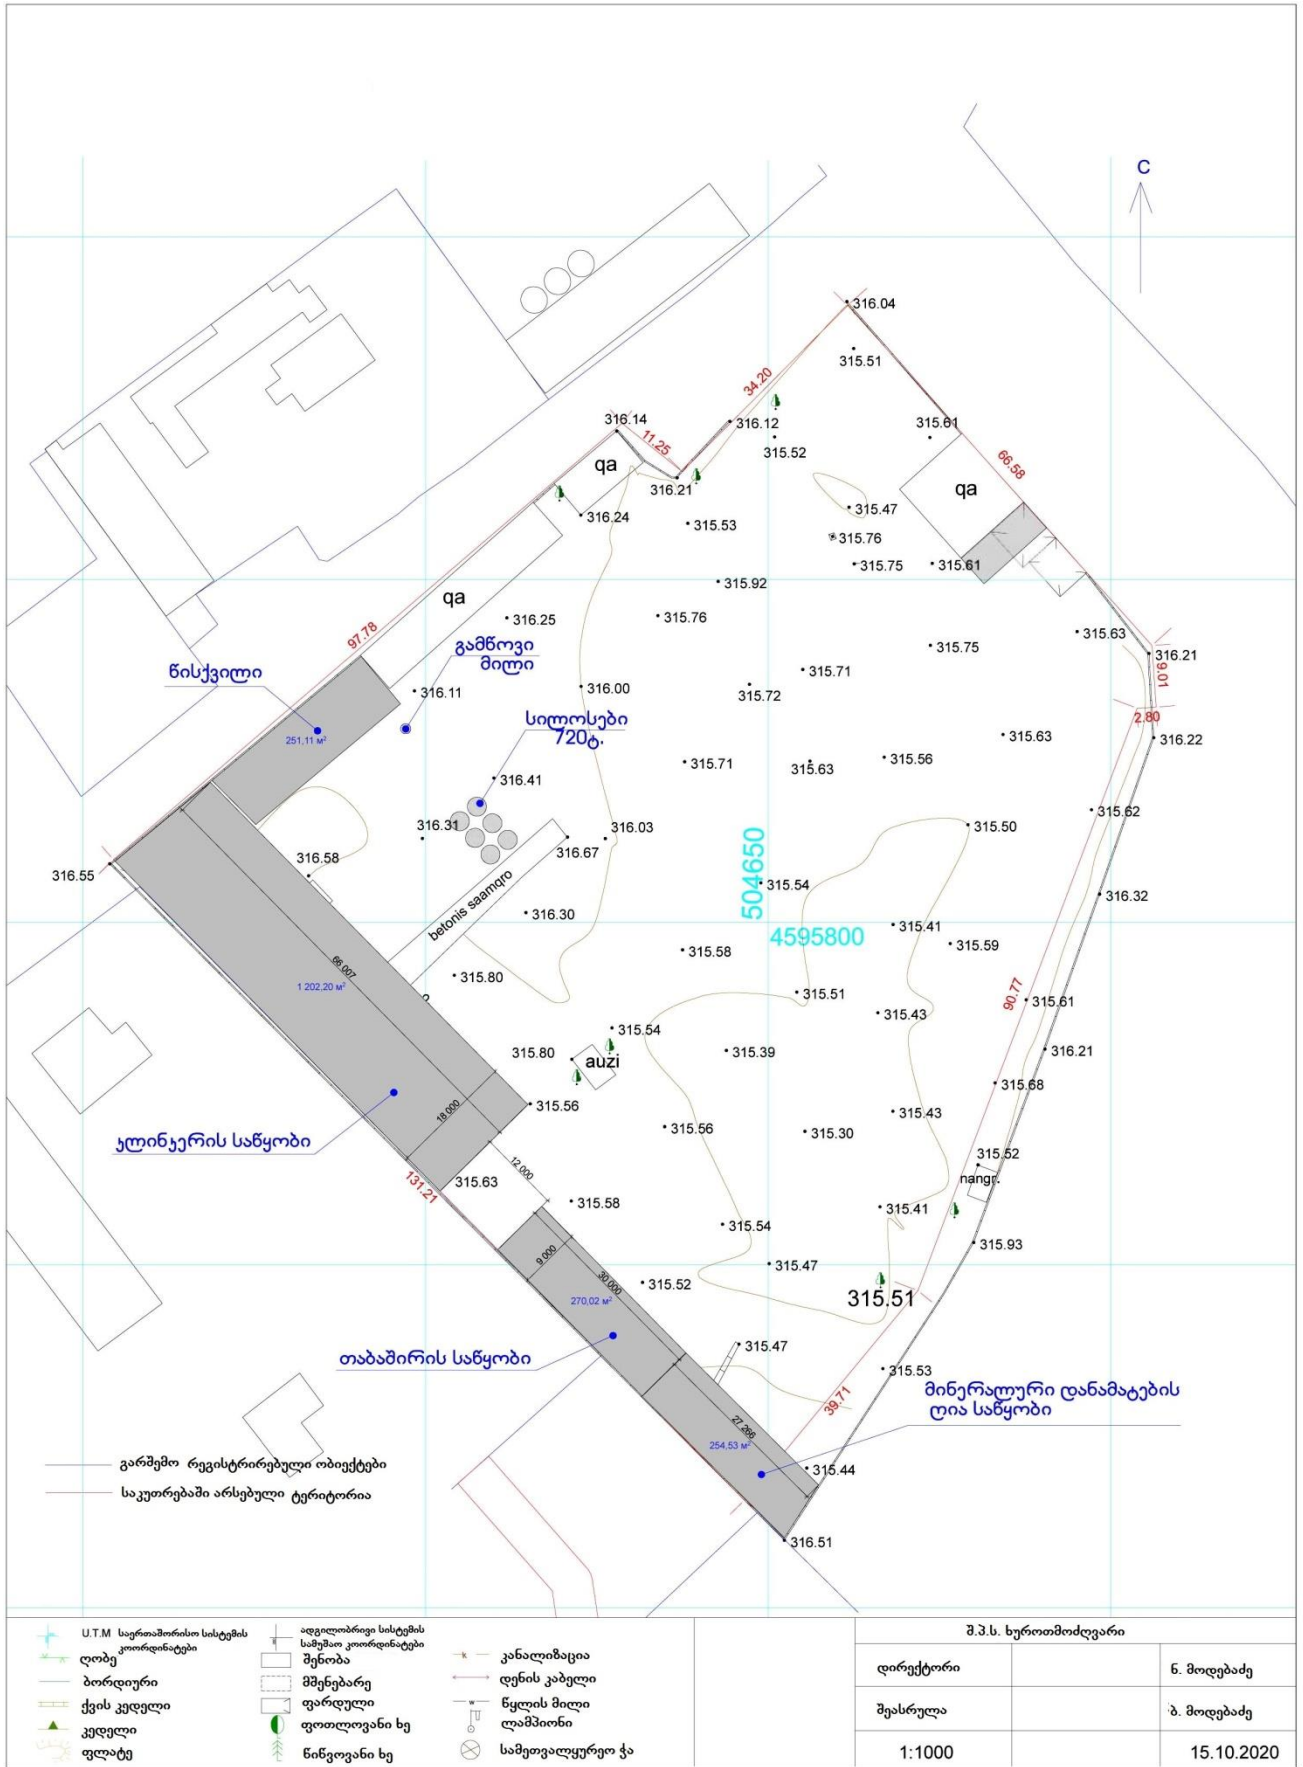 C
316.04
315.51
34.20
316.14
316.12
315.61
11.25
315.52
66.58
qa
316.21
qa
316.24
315.53
315.47
315.76
315.75
315.61
315.92
qa
316.25
315.76
315.63
97.78
გამწოვი
მილი
315.75
316.21
წისქვილი
315.71
9.01
316.11
316.00
315.72
სილოსები
720ტ.
2.80
251,11 м²
315.63
316.22
315.71
315.63
315.56
316.41
315.62
316.31
316.03
315.50
316.67
316.58
316.55
betonis saamqro
504650
315.54
316.32
316.30
315.41
4595800
315.59
315.58
66 007
315.80
1 202,20 м²
315.51
90.77
315.61
315.43
315.54
315.80
auzi
315.39
316.21
315.68
18 000
315.56
315.43
კლინკერის საწყობი
315.56
315.30
315.52
12 000
315.63
nangr.
131.21
315.58
315.41
315.54
315.93
9 000
315.47
30 000
315.52
270,02 м²
315.51
315.47
თაბაშირის საწყობი
315.53
მინერალური დანამატების
ღია საწყობი
39.71
27 266
254,53 м²
გარშემო რეგისტრირებული ობიექტები
315.44
საკუთრებაში არსებული ტერიტორია
316.51
U.T.M საერთაშორისო სისტემის
კოორდინატები
ღობე
ბორდიური
ქვის კედელი
კედელი
ფლატე
ადგილობრივი სისტემის
სამუშაო კოორდინატები
შენობა
მშენებარე
ფარდული
ფოთლოვანი ხე
წიწვოვანი ხე
კანალიზაცია
დენის კაბელი
წყლის მილი
ლამპიონი
სამეთვალყურეო ჭა
შ.პ.ს. ხუროთმოძღვარი
დირექტორი
ნ. მოდებაძე
შეასრულა
ბ. მოდებაძე
1:1000
15.10.2020